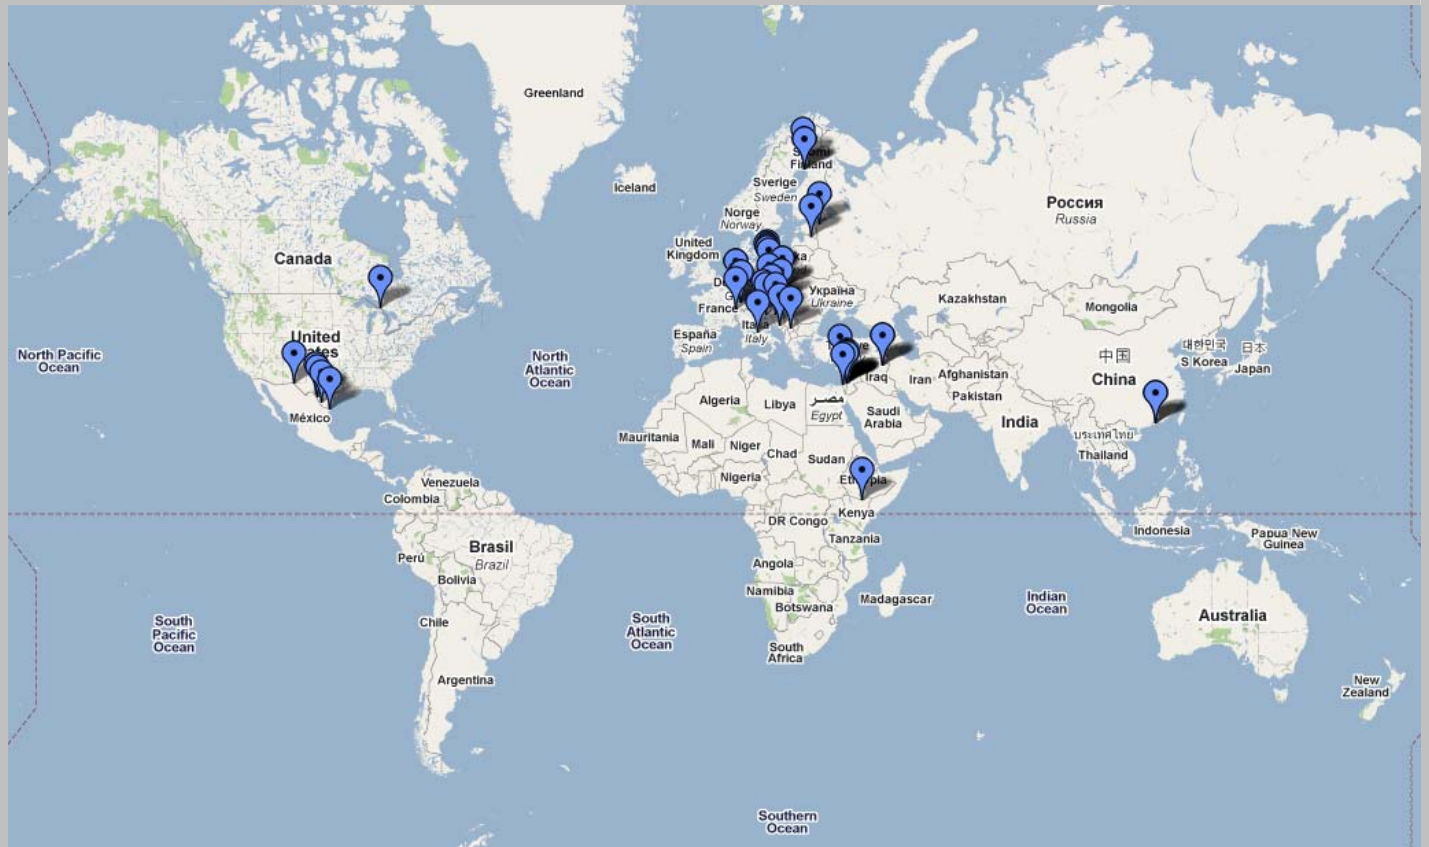 Greenland
Iceland
Suomi
Finland
Sverige
Sweden
Norge
Norway
Россия
Russia
Canada
United
Kingdom
Україна
Ukraine
Kazakhstan
Mongolia
France
Italia
Italy
España
Spain
United
North Pacific
Ocean
North
Atlantic
Ocean
中国
China
대한민국
S Korea
日本
Japan
Iraq
Iran
Afghanistan
Pakistan
México
Algeria
Libya
مصر
Egypt
Saudi
Arabia
India
Mauritania
Mali
Niger
Chad
Sudan
Nigeria
Ethiopia
ประเทศไทย
Thailand
Venezuela
Colombia
DR Congo
Kenya
Tanzania
Indonesia
Papua New
Guinea
Brasil
Brazil
Perú
Bolivia
Angola
Namibia
Botswana
Madagascar
Indian
Ocean
Chile
South
Pacific
Ocean
South
Atlantic
Ocean
South
Africa
Australia
Argentina
New
Zealand
Southern
Ocean